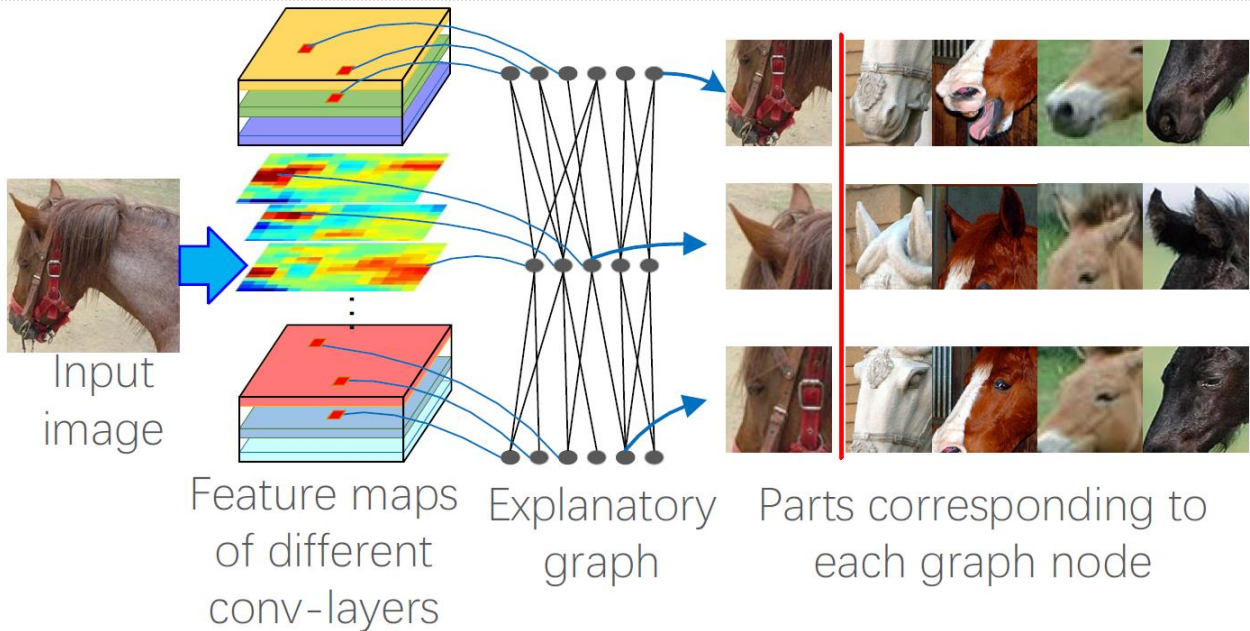 Input
image
Feature maps
of different
conv-layers
Explanatory
graph
Parts corresponding to
each graph node